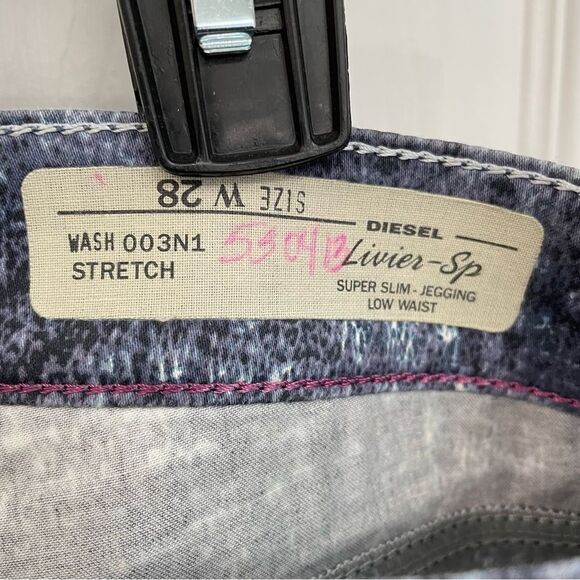 SIZE W 28
DIESEL
WASH 003N1
Livier-Sp
STRETCH
SUPER SLIM - JEGGING
LOW WAIST